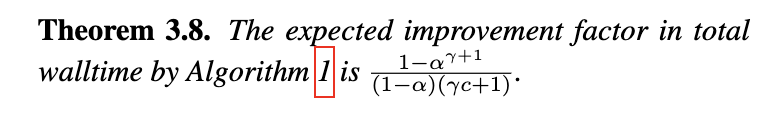 Theorem 3.8. The expected improvement factor in total
walltime by Algorithm 1 is \frac{1-α^{γ+1}}{(1-α)(γc+1)}.